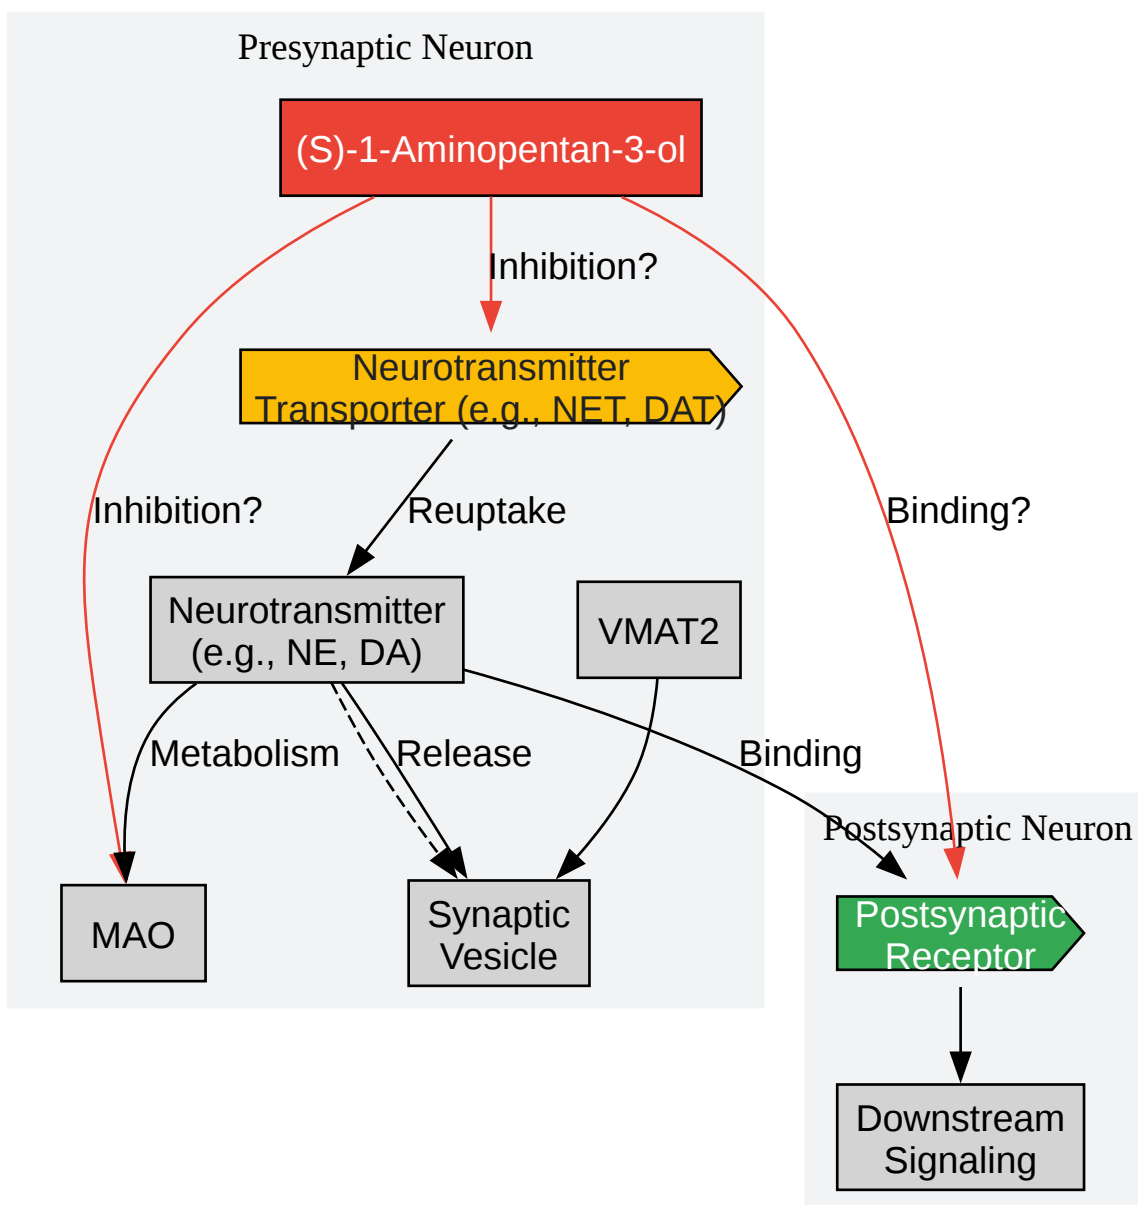 Presynaptic Neuron
(S)-1-Aminopentan-3-ol
Inhibition?
Neurotransmitter
Transporter (e.g., NET, DAT)
Inhibition?
Reuptake
Binding?
Neurotransmitter
(e.g., NE, DA)
VMAT2
Metabolism
Release
Binding
Postsynaptic Neuron
MAO
Synaptic
Vesicle
Postsynaptic
Receptor
Downstream
Signaling